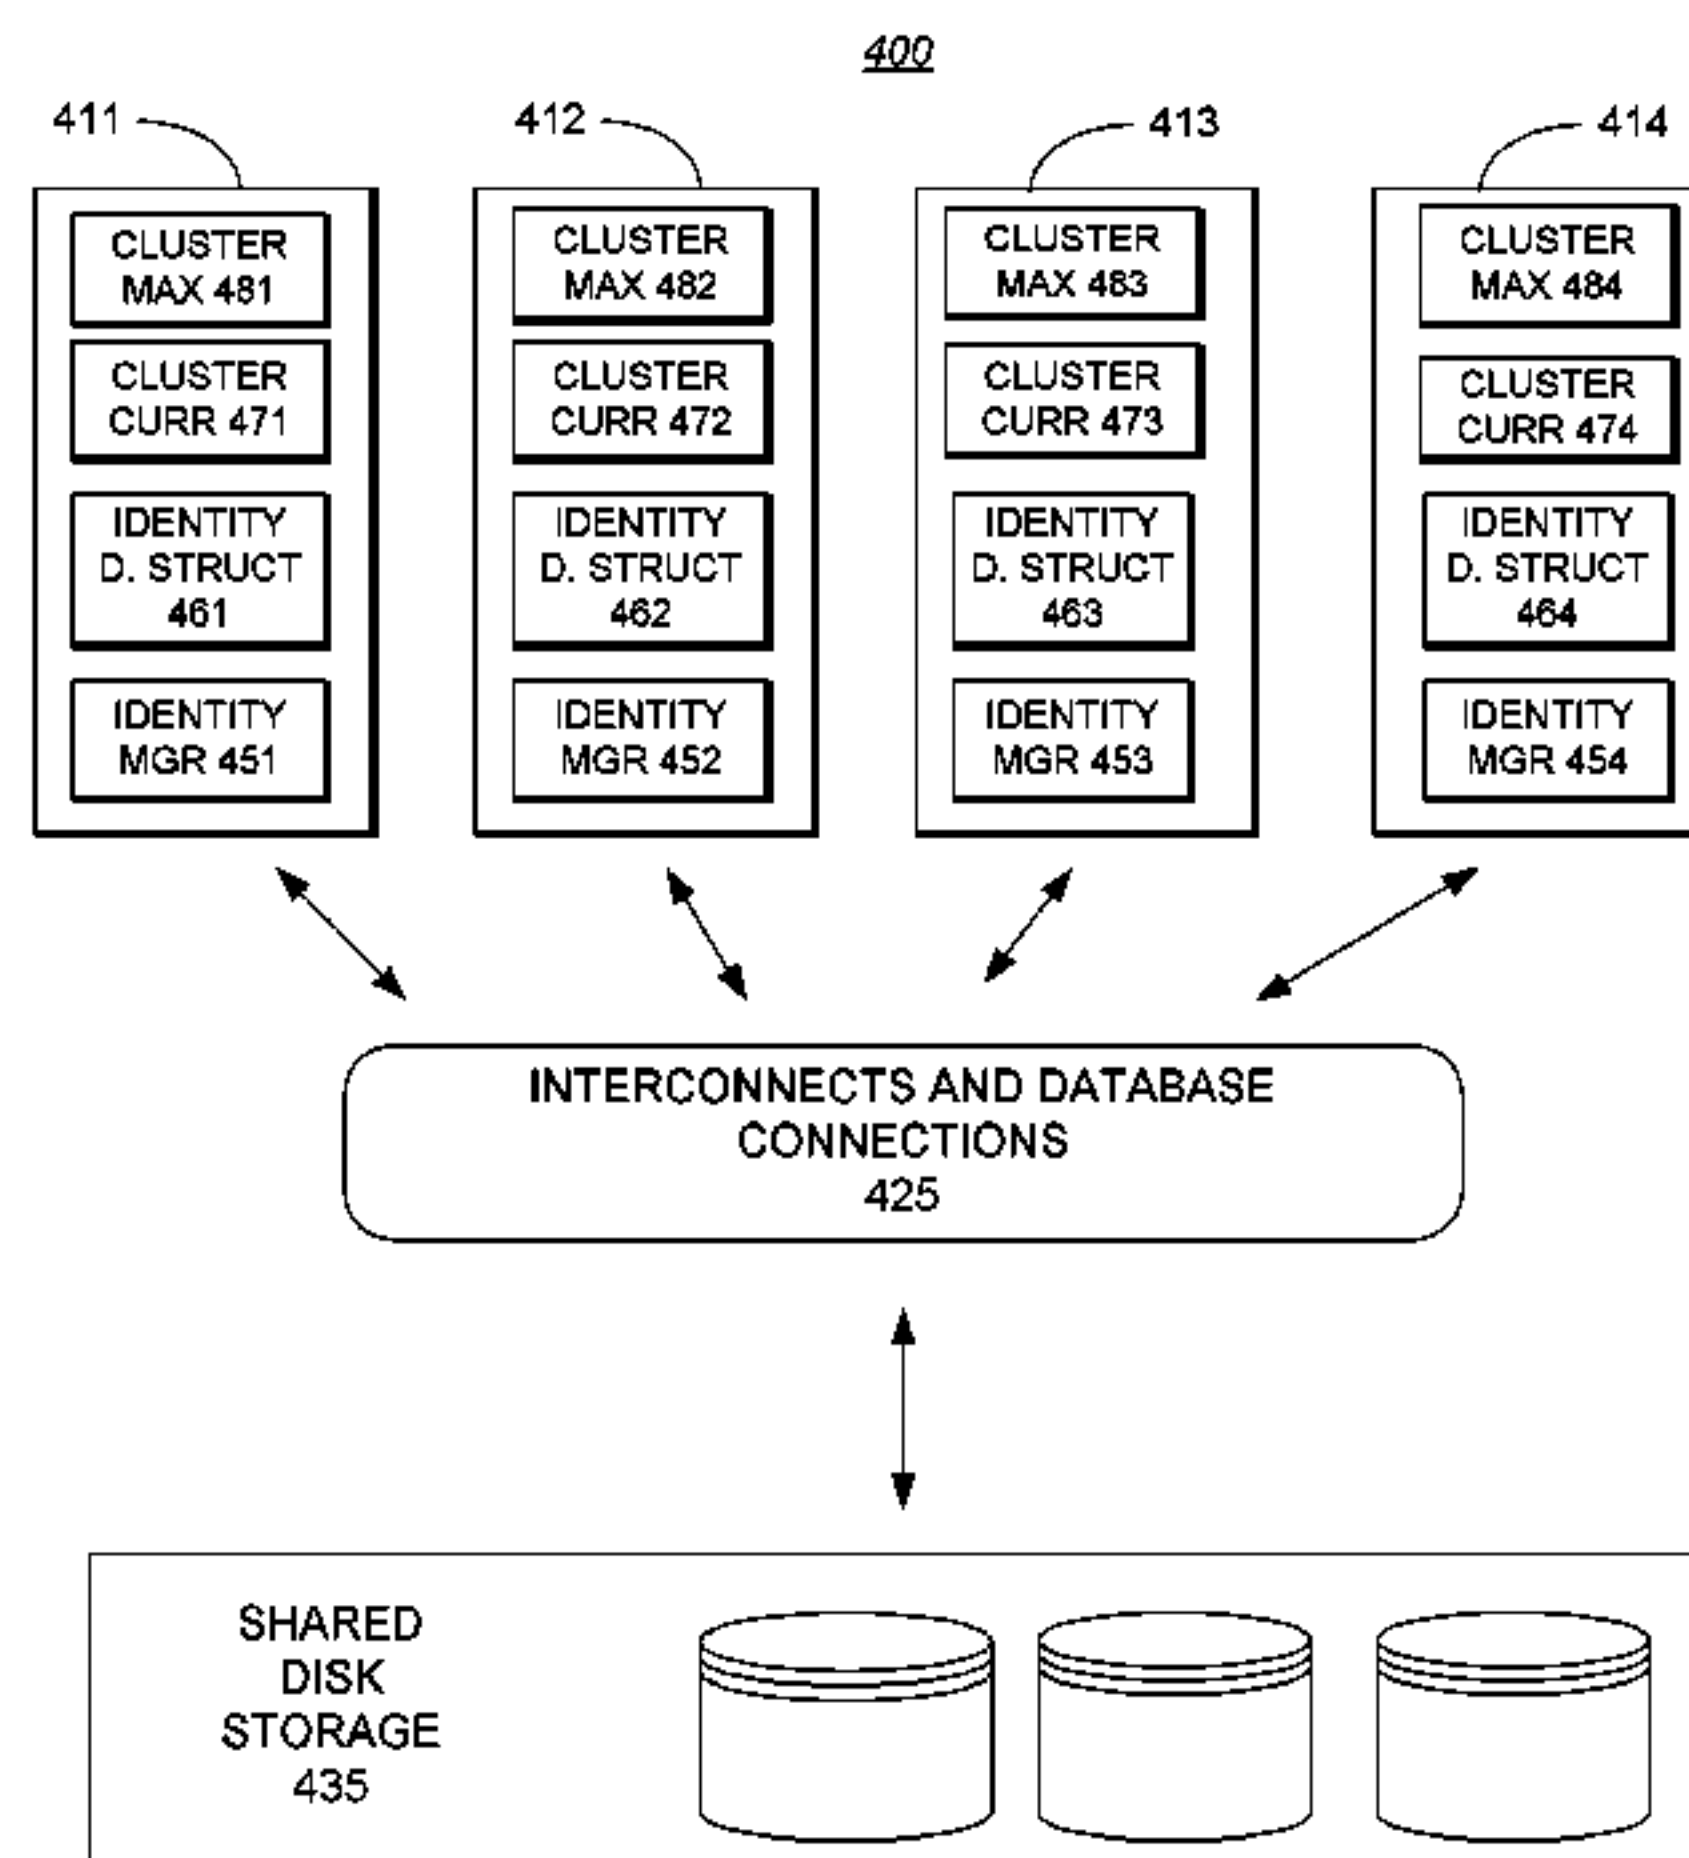 400
411
412
413
414
CLUSTER
MAX 481
CLUSTER
CURR 471
IDENTITY
D. STRUCT
461
IDENTITY
MGR 451
CLUSTER
MAX 482
CLUSTER
CURR 472
IDENTITY
D. STRUCT
462
IDENTITY
MGR 452
CLUSTER
MAX 483
CLUSTER
CURR 473
IDENTITY
D. STRUCT
463
IDENTITY
MGR 453
CLUSTER
MAX 484
CLUSTER
CURR 474
IDENTITY
D. STRUCT
464
IDENTITY
MGR 454
INTERCONNECTS AND DATABASE
CONNECTIONS
425
SHARED
DISK
STORAGE
435